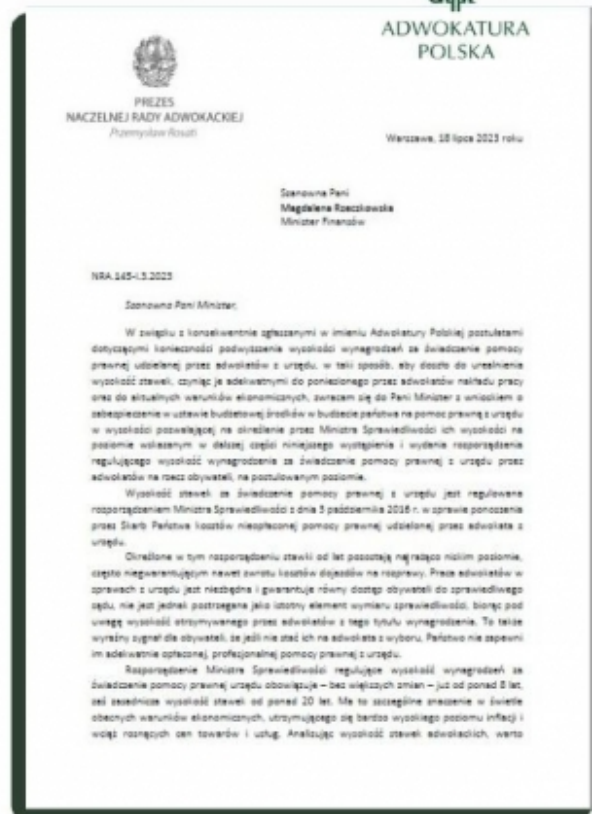 ADWOKATURA
POLSKA
PREZES
NACZELNEJ RADY ADWOKACKIEJ
Przemysław Rosati
Warszawa, 18 lipca 2023 roku
Szanowna Pani
Magdalena Rzeczkowska
Minister Finansów
NRA.145-I.3.2023
Szanowna Pani Minister,
W związku z konsekwentnie zgłaszanymi w imieniu Adwokatury Polskiej postulatami
dotyczącymi konieczności podwyższenia wysokości wynagrodzeń za świadczenie pomocy
prawnej udzielanej przez adwokatów z urzędu, w taki sposób, aby doszło do urealnienia
wysokość stawek, czyniąc je adekwatnymi do poniesionego przez adwokatów nakładu pracy
oraz do aktualnych warunków ekonomicznych, zwracam się do Pani Minister z wnioskiem o
zabezpieczenie w ustawie budżetowej środków w budżecie państwa na pomoc prawną z urzędu
w wysokości pozwalającej na określenie przez Ministra Sprawiedliwości ich wysokości na
poziomie wskazanym w dalszej części niniejszego wystąpienia i wydania rozporządzenia
regulującego wysokość wynagrodzenia za świadczenie pomocy prawnej z urzędu przez
adwokatów na rzecz obywateli, na postulowanym poziomie.
Wysokość stawek za świadczenie pomocy prawnej z urzędu jest regulowana
rozporządzeniem Ministra Sprawiedliwości z dnia 3 października 2016 r. w sprawie ponoszenia
przez Skarb Państwa kosztów nieopłaconej pomocy prawnej udzielonej przez adwokata z
urzędu.
Określone w tym rozporządzeniu stawki od lat pozostają na rażąco niskim poziomie,
często niegwarantującym nawet zwrotu kosztów dojazdów na rozprawy. Praca adwokatów w
sprawach z urzędu jest niezbędna i gwarantuje równy dostęp obywateli do sprawiedliwego
sądu, nie jest jednak postrzegana jako istotny element wymiaru sprawiedliwości, biorąc pod
uwagę wysokość otrzymywanego przez adwokatów z tego tytułu wynagrodzenia. To także
wyraźny sygnał dla obywateli, że jeśli nie stać ich na adwokata z wyboru, Państwo nie zapewni
im adekwatnie opłaconej, profesjonalnej pomocy prawnej z urzędu.
Rozporządzenie Ministra Sprawiedliwości regulujące wysokość wynagrodzeń za
świadczenie pomocy prawnej urzędu obowiązuje – bez większych zmian – już od ponad 8 lat,
zaś zasadnicza wysokość stawek od ponad 20 lat. Ma to szczególne znaczenie w świetle
obecnych warunków ekonomicznych, utrzymującego się bardzo wysokiego poziomu inflacji i
wciąż rosnących cen towarów i usług. Analizując wysokość stawek adwokackich, warto